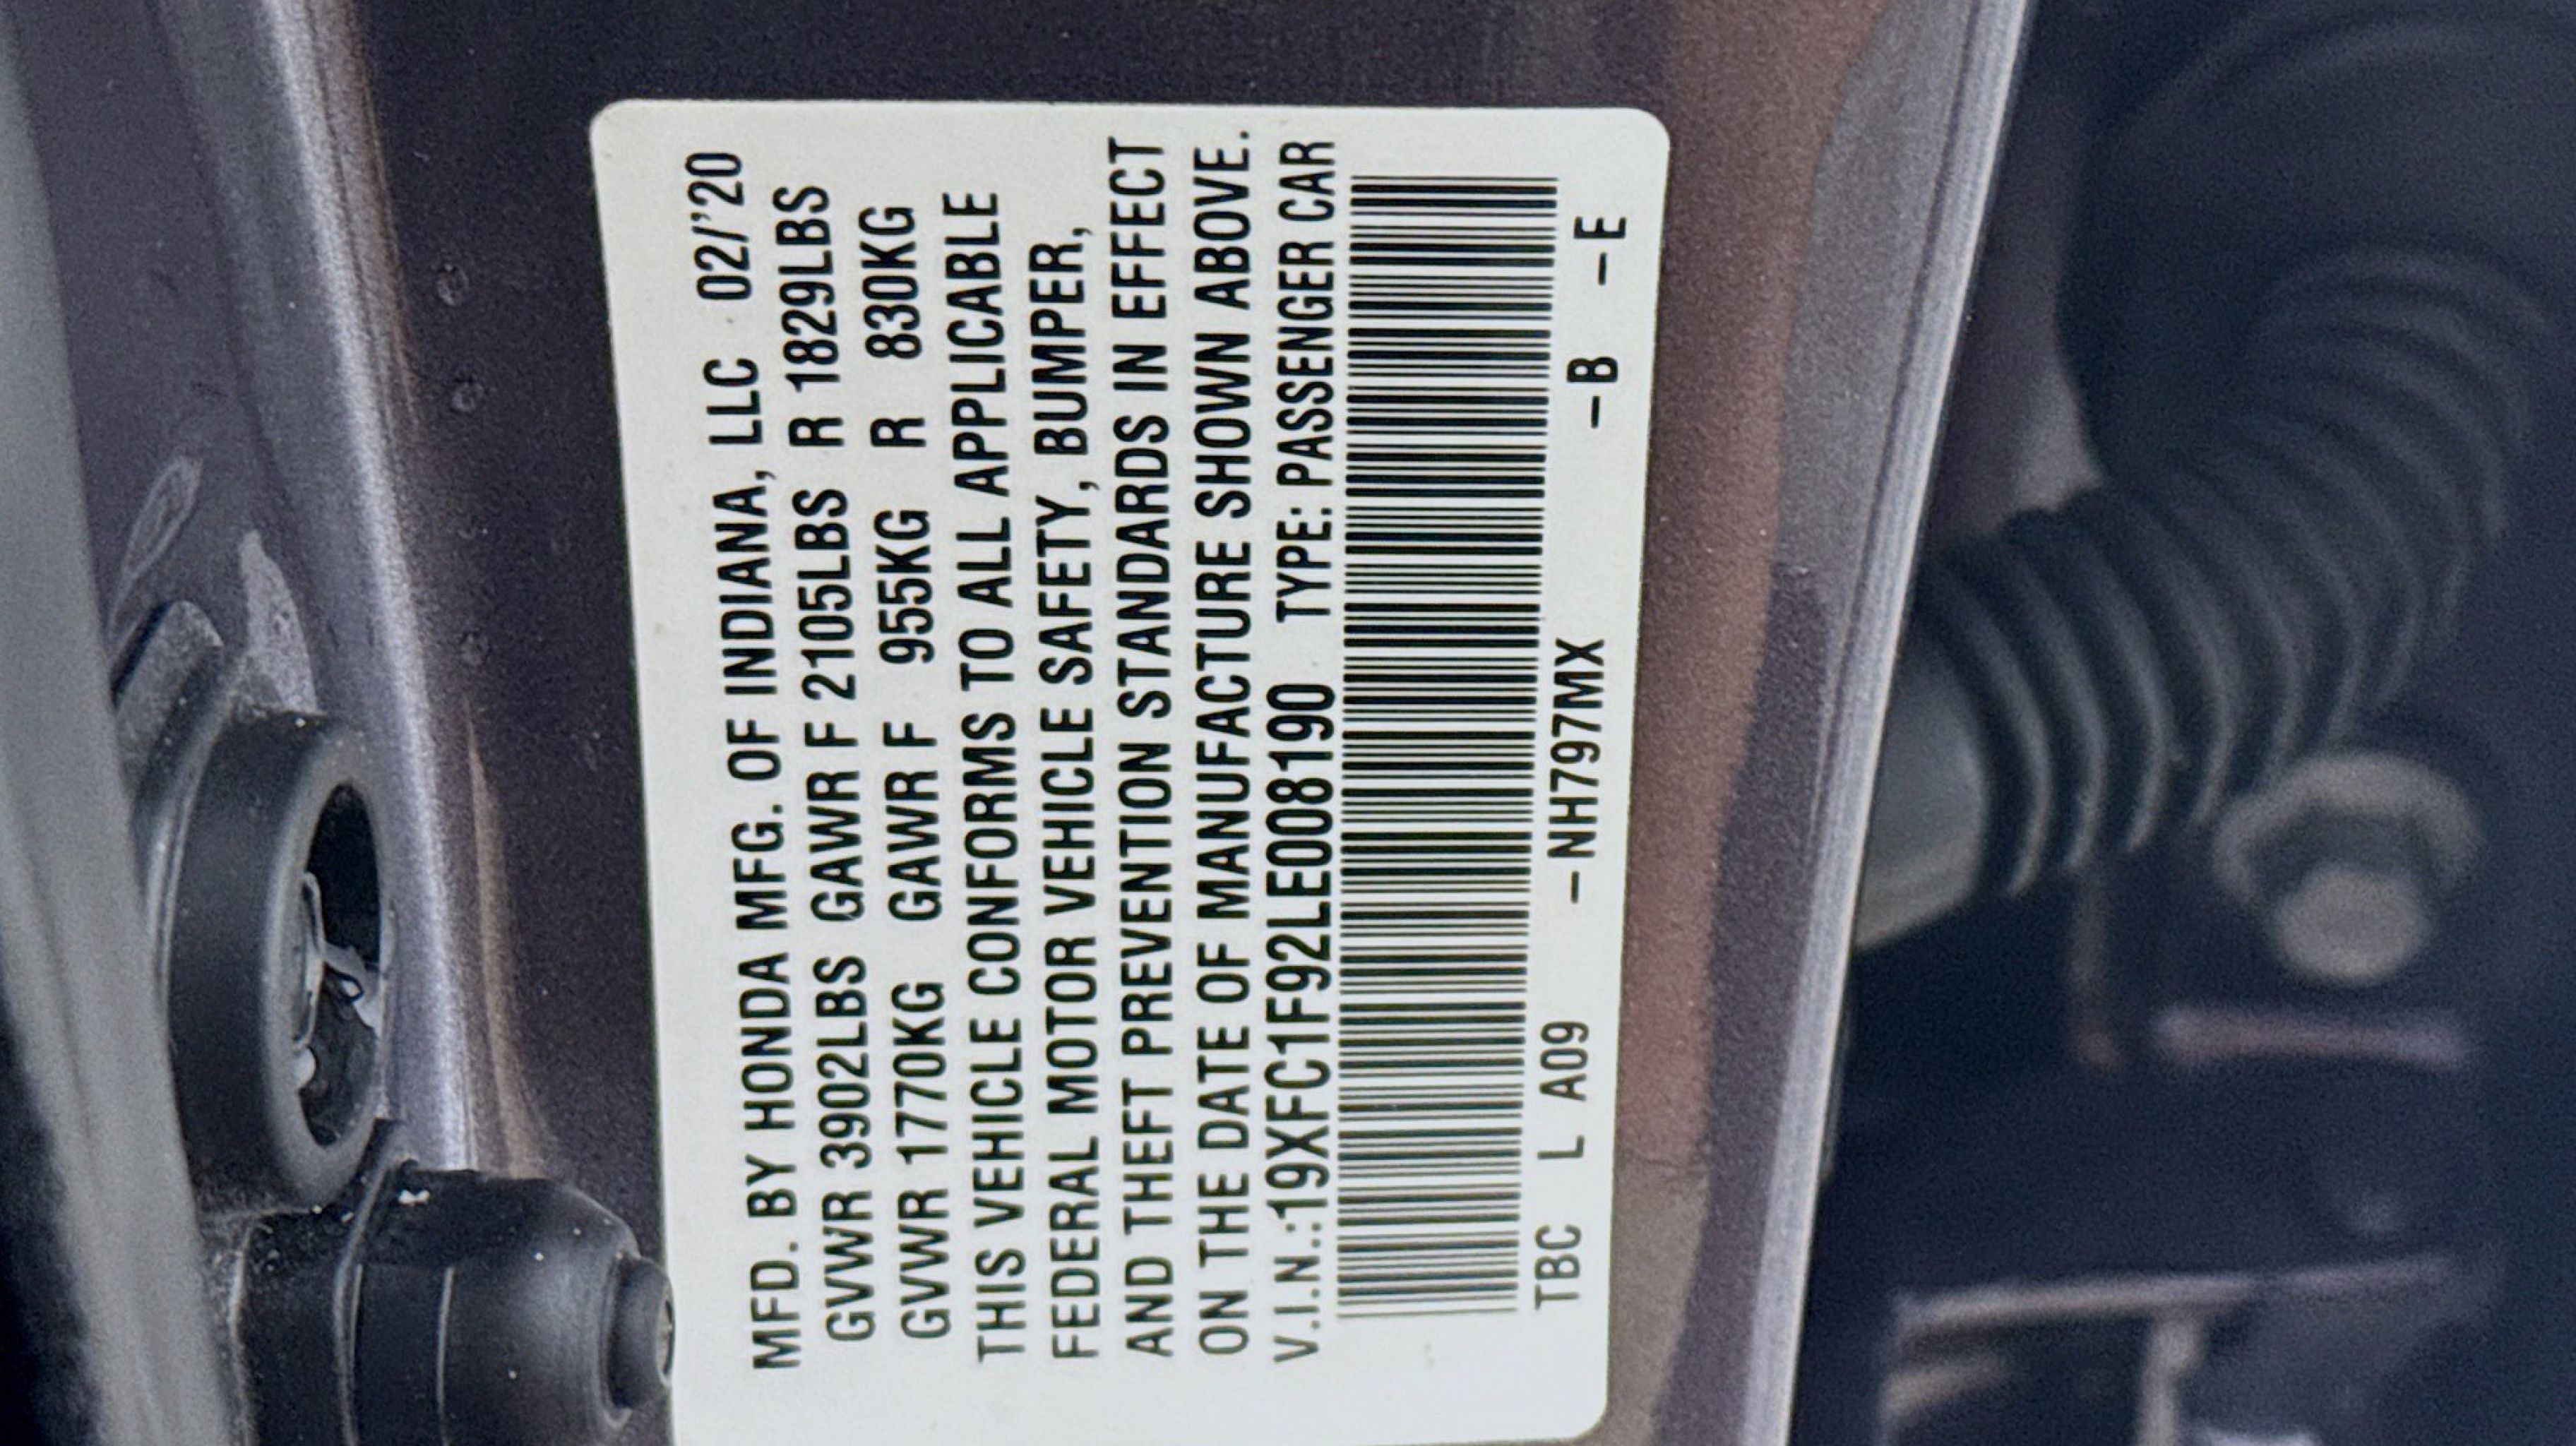 MFD. BY HONDA MFG. OF INDIANA, LLC 02/'20
GVWR 3902LBS GAWR F 2105LBS R 1829LBS
GVWR 1770KG GAWR F 955KG R 830KG
THIS VEHICLE CONFORMS TO ALL APPLICABLE
FEDERAL MOTOR VEHICLE SAFETY, BUMPER,
AND THEFT PREVENTION STANDARDS IN EFFECT
ON THE DATE OF MANUFACTURE SHOWN ABOVE.
V.I.N.:19XFC1F92LE008190 TYPE: PASSENGER CAR
TBC L A09 –NH797MX –B –E